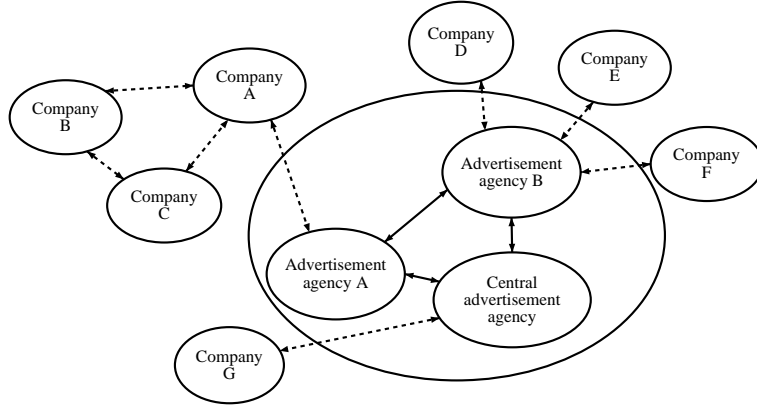 Company
D
Company
E
Company
A
Company
B
Company
C
Advertisement
agency B
Company
F
Advertisement
agency A
Central
advertisement
agency
Company
G